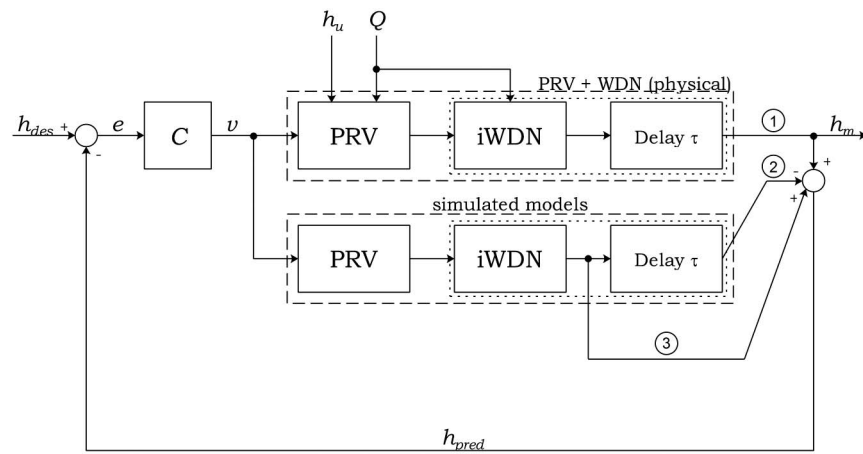 h_u Q
PRV + WDN (physical)
h_des + - e C v PRV iWDN Delay τ 1 h_m
2 + - +
simulated models
PRV iWDN Delay τ
3
h_pred